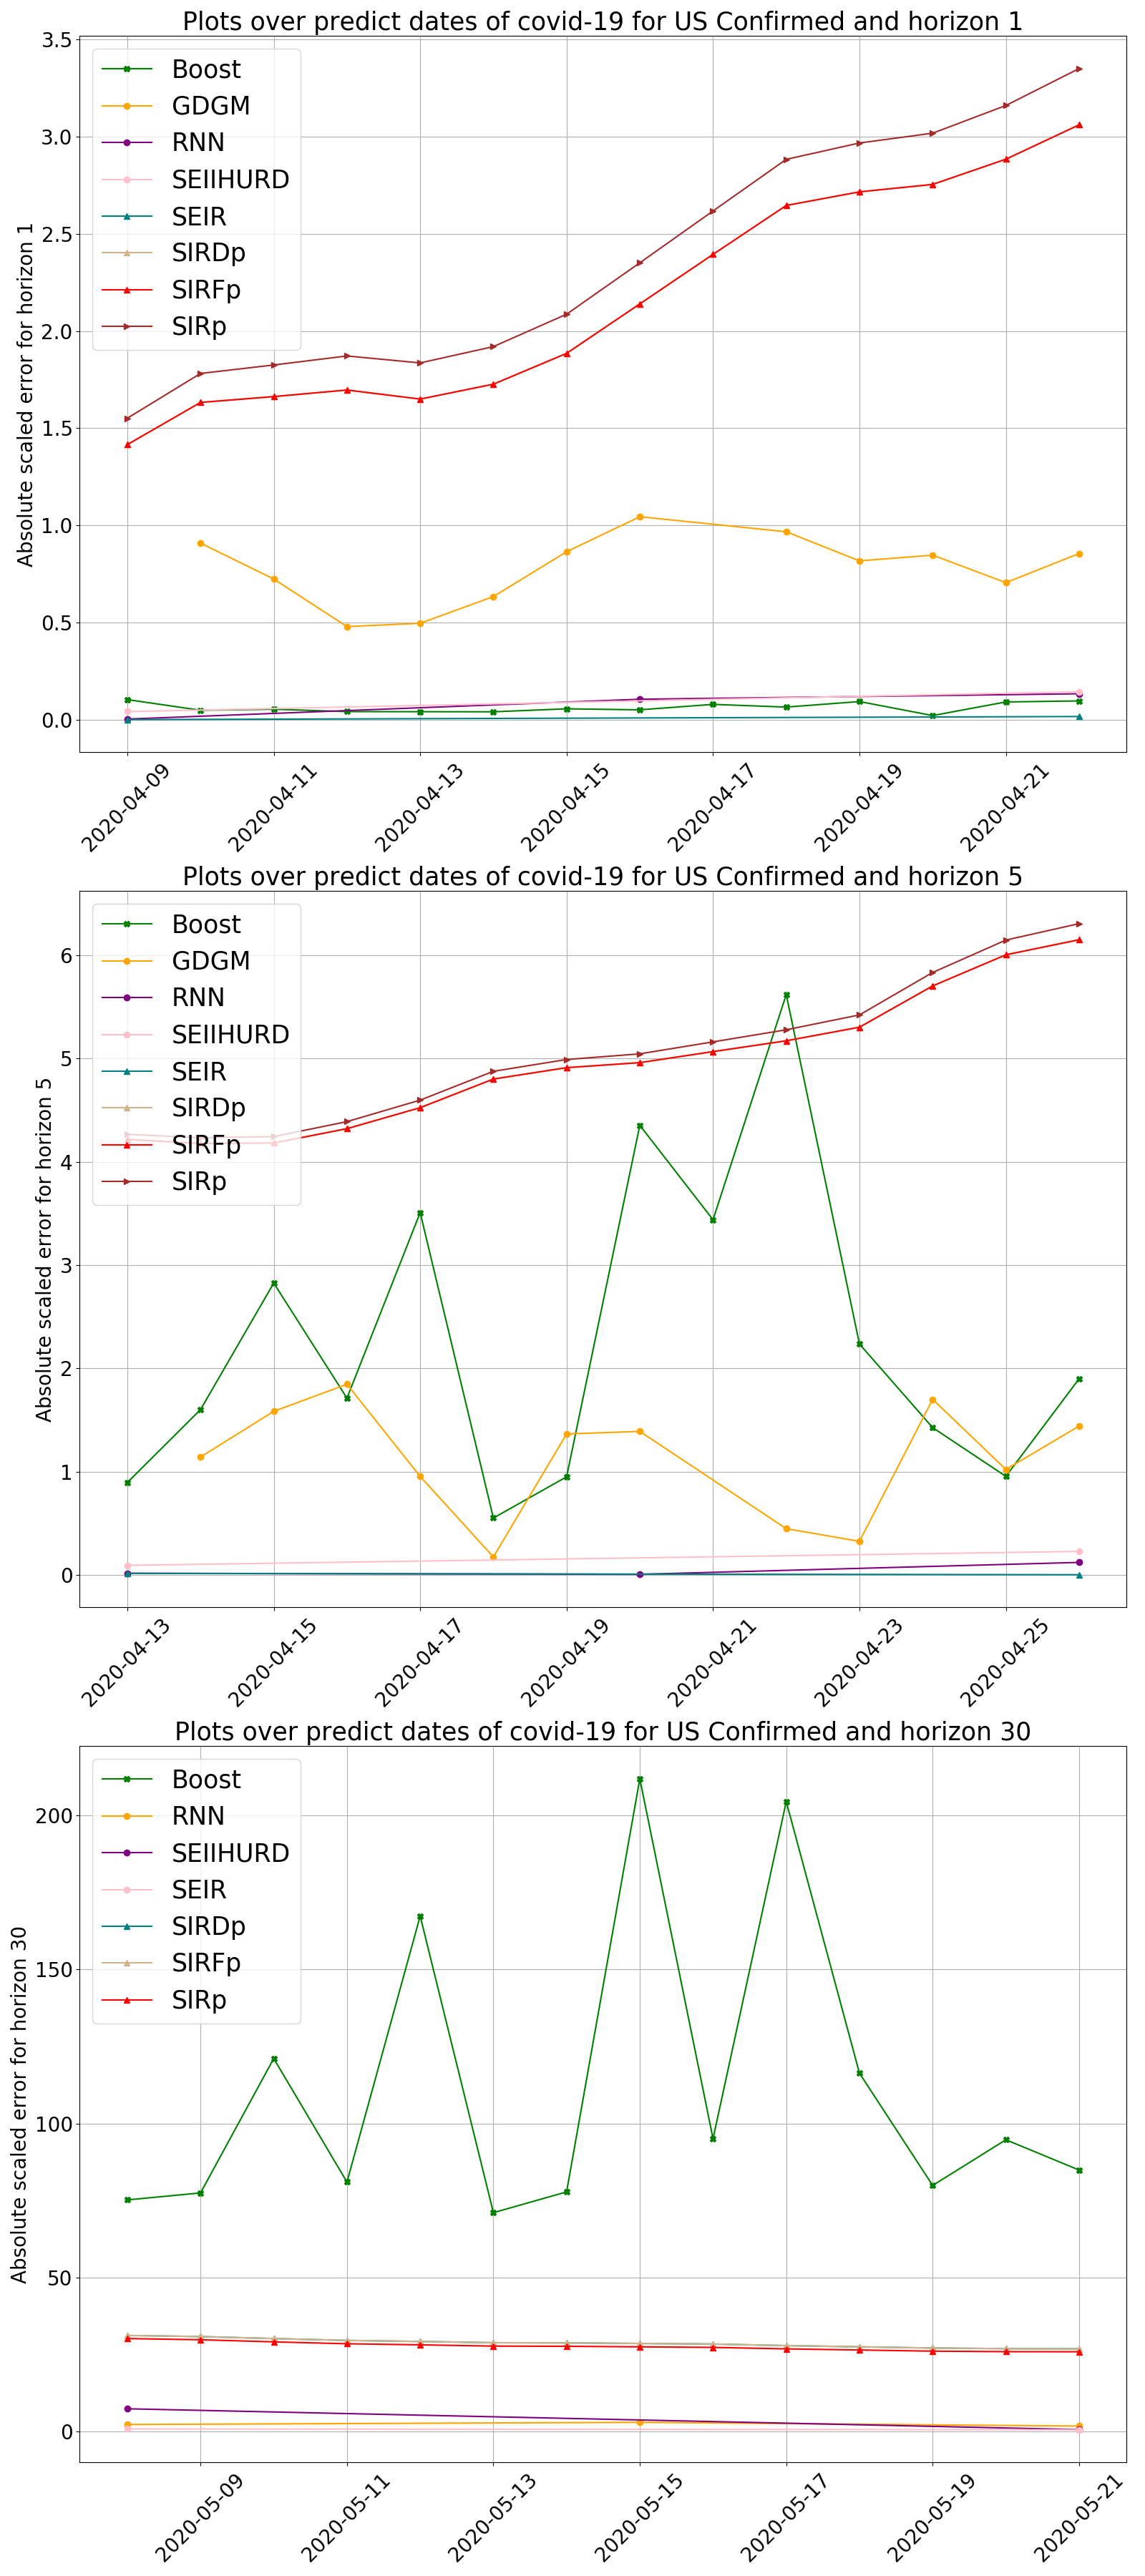 Plots over predict dates of covid-19 for US Confirmed and horizon 1
Absolute scaled error for horizon 1
3.5
3.0
2.5
2.0
1.5
1.0
0.5
0.0
Boost
GDGM
RNN
SEIIHURD
SEIR
SIRDp
SIRFp
SIRp
2020-04-09
2020-04-11
2020-04-13
2020-04-15
2020-04-17
2020-04-19
2020-04-21
Plots over predict dates of covid-19 for US Confirmed and horizon 5
Absolute scaled error for horizon 5
6
5
4
3
2
1
0
Boost
GDGM
RNN
SEIIHURD
SEIR
SIRDp
SIRFp
SIRp
2020-04-13
2020-04-15
2020-04-17
2020-04-19
2020-04-21
2020-04-23
2020-04-25
Plots over predict dates of covid-19 for US Confirmed and horizon 30
Absolute scaled error for horizon 30
200
150
100
50
0
Boost
RNN
SEIIHURD
SEIR
SIRDp
SIRFp
SIRp
2020-05-09
2020-05-11
2020-05-13
2020-05-15
2020-05-17
2020-05-19
2020-05-21